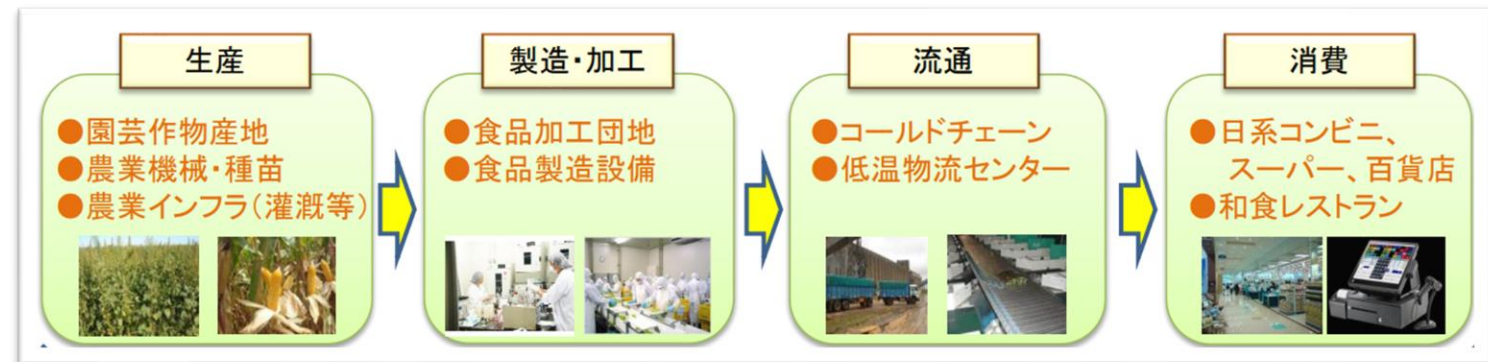 生産
●園芸作物産地
●農業機械・種苗
●農業インフラ(灌漑等)
製造・加工
●食品加工団地
●食品製造設備
流通
●コールドチェーン
●低温物流センター
消費
●日系コンビニ、
スーパー、百貨店
●和食レストラン